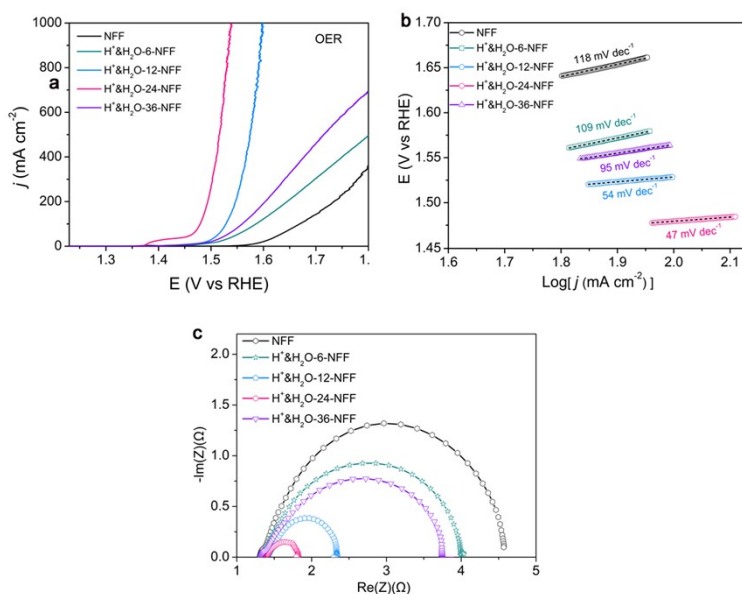 NFF
H⁺&H₂O-6-NFF
H⁺&H₂O-12-NFF
H⁺&H₂O-24-NFF
H⁺&H₂O-36-NFF
OER
a
1000
800
600
400
200
0
j (mA cm⁻²)
1.3 1.4 1.5 1.6 1.7 1.
E (V vs RHE)
b
NFF
H⁺&H₂O-6-NFF
H⁺&H₂O-12-NFF
H⁺&H₂O-24-NFF
H⁺&H₂O-36-NFF
118 mV dec⁻¹
109 mV dec⁻¹
95 mV dec⁻¹
54 mV dec⁻¹
47 mV dec⁻¹
1.70
1.65
1.60
1.55
1.50
1.45
E (V vs RHE)
1.6 1.7 1.8 1.9 2.0 2.1
Log[j (mA cm⁻²)]
c
NFF
H⁺&H₂O-6-NFF
H⁺&H₂O-12-NFF
H⁺&H₂O-24-NFF
H⁺&H₂O-36-NFF
2.0
1.5
1.0
0.5
0.0
-Im(Z)(Ω)
1 2 3 4 5
Re(Z)(Ω)